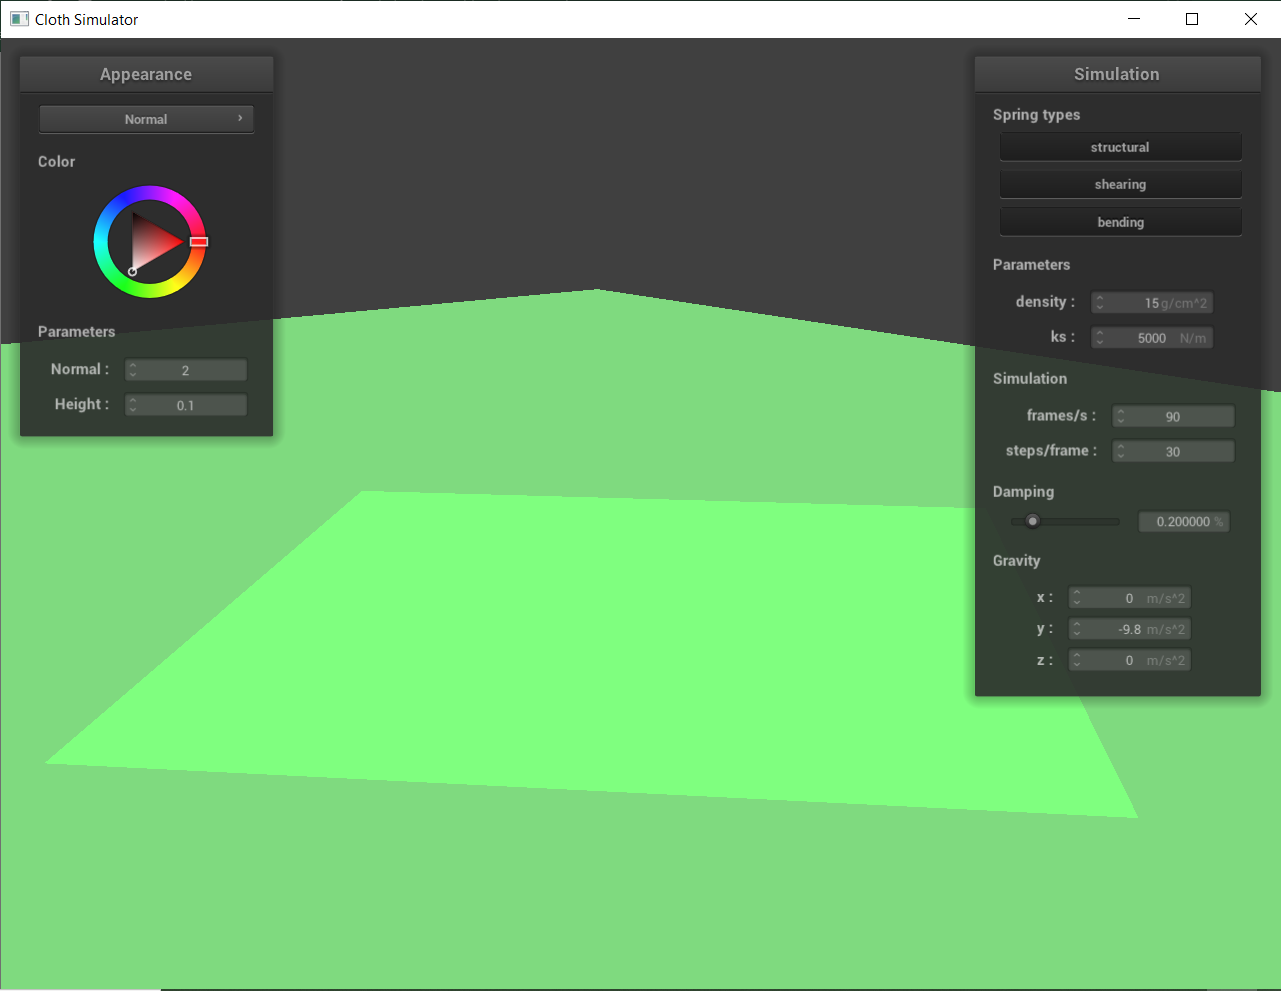 Cloth Simulator
Appearance
Normal
Color
Parameters
Normal : 2
Height : 0.1
Simulation
Spring types
structural
shearing
bending
Parameters
density : 15 g/cm^2
ks : 5000 N/m
Simulation
frames/s : 90
steps/frame : 30
Damping
0.200000 %
Gravity
x : 0 m/s^2
y : -9.8 m/s^2
z : 0 m/s^2